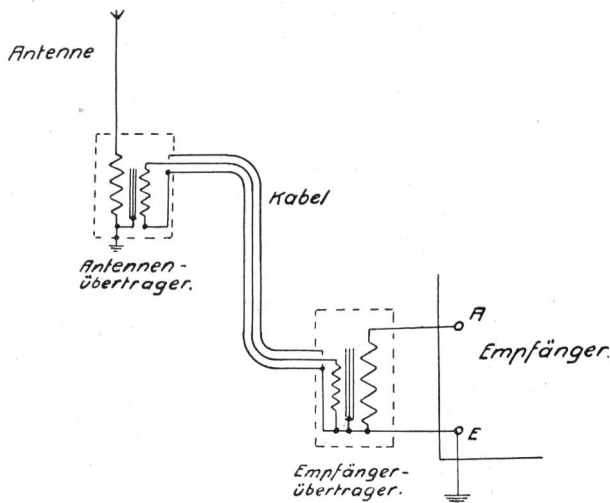 Antenne
Kabel
Antennen-
übertrager.
A
Empfänger.
E
Empfänger-
übertrager.